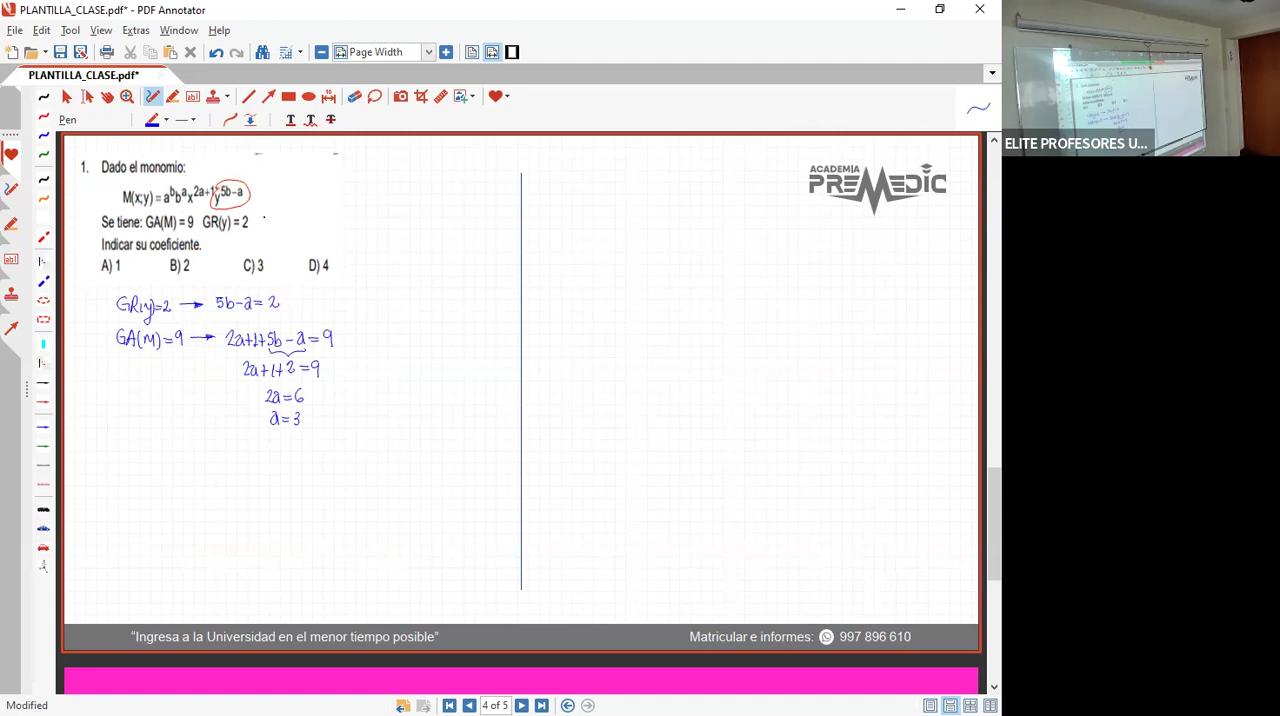 PLANTILLA_CLASE.pdf* — PDF Annotator
File Edit Tool View Extras Window Help
Page Width
PLANTILLA_CLASE.pdf*
Pen
1. Dado el monomio:
M(x;y) = a^b b^a x^{2a+1} y^{5b–a}
Se tiene: GA(M) = 9 GR(y) = 2
Indicar su coeficiente.
A) 1 B) 2 C) 3 D) 4
GR(y)=2 → 5b-a=2
GA(M)=9 → 2a+1+5b-a=9
2a+1+2=9
2a=6
a=3
ACADEMIA
PREMEDIC
ELITE PROFESORES U...
“Ingresa a la Universidad en el menor tiempo posible”
Matricular e informes: 997 896 610
Modified
4 of 5